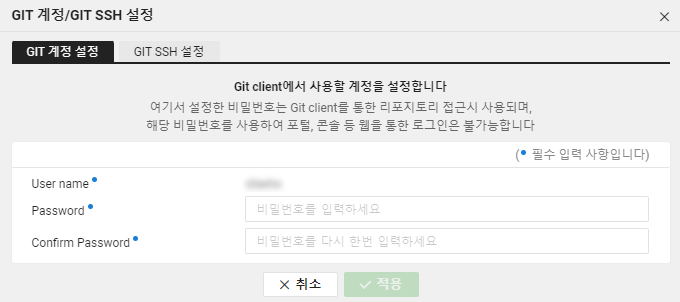 GIT 계정/GIT SSH 설정
GIT 계정 설정
GIT SSH 설정
Git client에서 사용할 계정을 설정합니다
여기서 설정한 비밀번호는 Git client를 통한 리포지토리 접근시 사용되며,
해당 비밀번호를 사용하여 포털, 콘솔 등 웹을 통한 로그인은 불가능합니다
(• 필수 입력 사항입니다)
User name
Password
비밀번호를 입력하세요
Confirm Password
비밀번호를 다시 한번 입력하세요
취소
적용